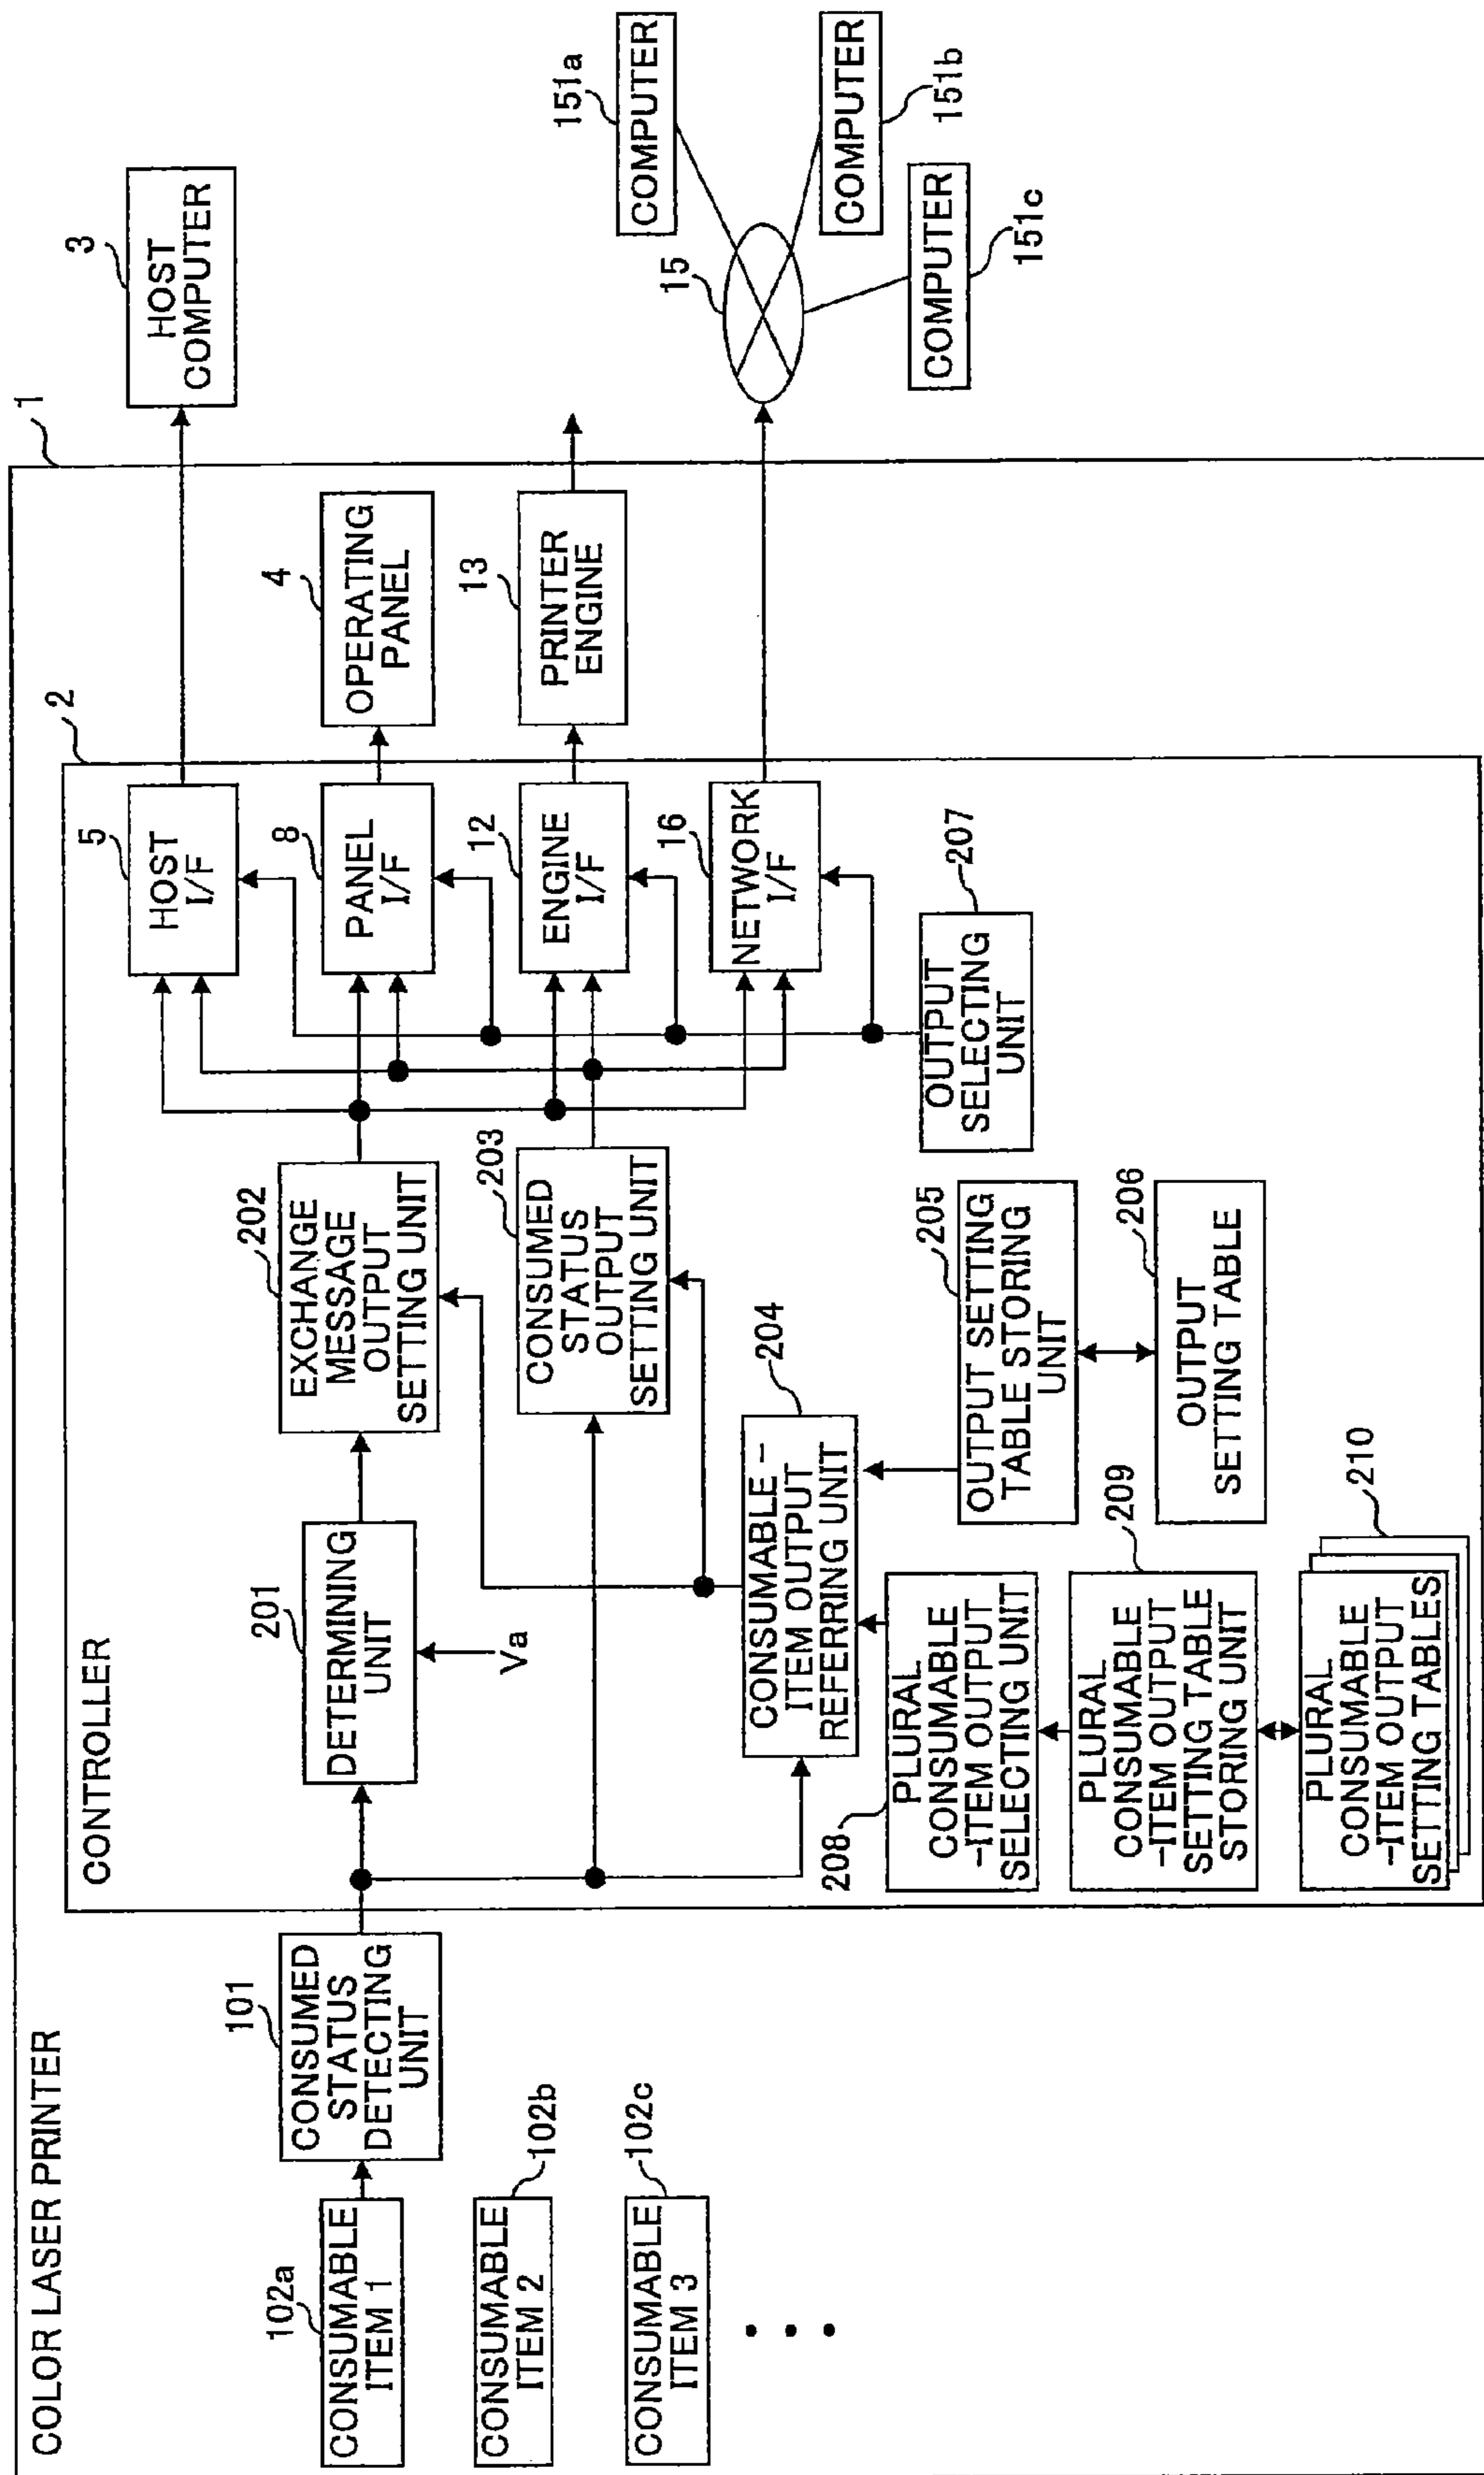 COLOR LASER PRINTER
1
CONTROLLER
2
102a
CONSUMABLE
ITEM 1
102b
CONSUMABLE
ITEM 2
102c
CONSUMABLE
ITEM 3
101
CONSUMED
STATUS
DETECTING
UNIT
201
DETERMINING
UNIT
Va
202
EXCHANGE
MESSAGE
OUTPUT
SETTING UNIT
203
CONSUMED
STATUS
OUTPUT
SETTING UNIT
204
CONSUMABLE -
ITEM OUTPUT
REFERRING UNIT
208
PLURAL
CONSUMABLE
-ITEM OUTPUT
SELECTING UNIT
209
PLURAL
CONSUMABLE
-ITEM OUTPUT
SETTING TABLE
STORING UNIT
210
PLURAL
CONSUMABLE
-ITEM OUTPUT
SETTING TABLES
205
OUTPUT SETTING
TABLE STORING
UNIT
206
OUTPUT
SETTING TABLE
207
OUTPUT
SELECTING
UNIT
5
HOST
I/F
8
PANEL
I/F
12
ENGINE
I/F
16
NETWORK
I/F
4
OPERATING
PANEL
13
PRINTER
ENGINE
3
HOST
COMPUTER
15
151a
COMPUTER
COMPUTER
151b
COMPUTER
151c